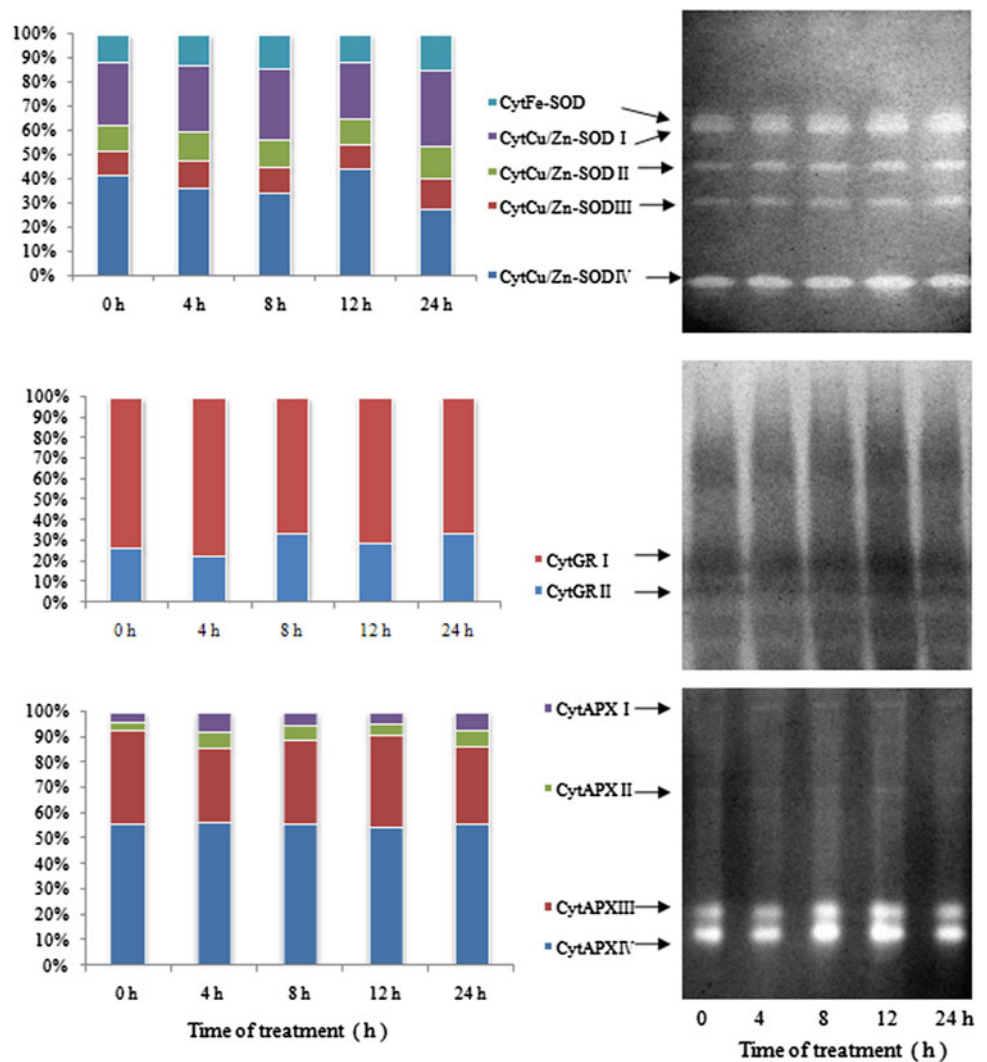 100%
90%
80%
70%
60%
50%
40%
30%
20%
10%
0%
0 h 4 h 8 h 12 h 24 h
CytFe-SOD
CytCu/Zn-SOD I
CytCu/Zn-SOD II
CytCu/Zn-SODIII
CytCu/Zn-SODIV
100%
90%
80%
70%
60%
50%
40%
30%
20%
10%
0%
0 h 4 h 8 h 12 h 24 h
CytGR I
CytGR II
100%
90%
80%
70%
60%
50%
40%
30%
20%
10%
0%
0 h 4 h 8 h 12 h 24 h
Time of treatment ( h )
CytAPX I
CytAPX II
CytAPXIII
CytAPXIV
0 4 8 12 24 h
Time of treatment (h)